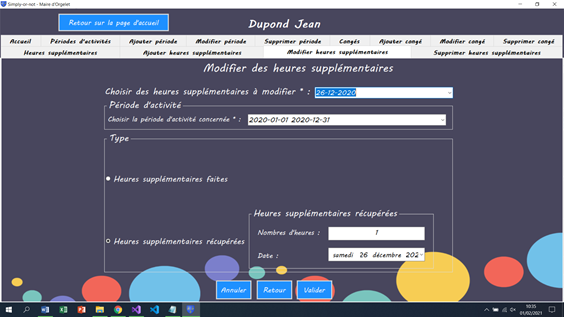 Simply-or-not - Mairie d'Orgelet
Retour sur la page d'accueil
Dupond Jean
Accueil Périodes d'activités Ajouter période Modifier période Supprimer période Congés Ajouter congé Modifier congé Supprimer congé
Heures supplémentaires Ajouter heures supplémentaires Modifier heures supplémentaires Supprimer heures supplémentaires
Modifier des heures supplémentaires
Choisir des heures supplémentaires à modifier * : 26-12-2020
Période d'activité
Choisir la période d'activité concernée * : 2020-01-01 2020-12-31
Type
Heures supplémentaires faites
Heures supplémentaires récupérées
Heures supplémentaires récupérées
Nombres d'heures : 1
Date : samedi 26 décembre 202
Annuler Retour Valider
10:35
01/02/2021